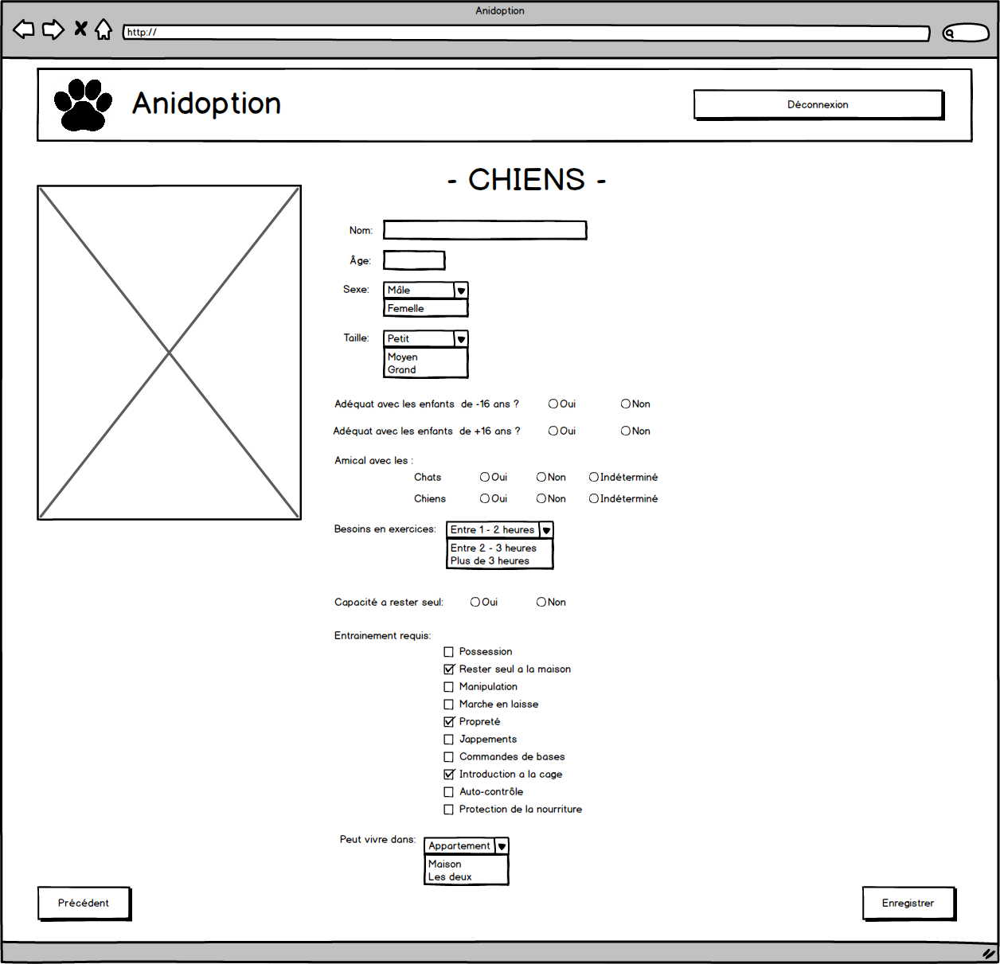 Anidoption
http://
Anidoption
Déconnexion
- CHIENS -
Nom:
Âge:
Sexe: Mâle
Femelle
Taille: Petit
Moyen
Grand
Adéquat avec les enfants de -16 ans ? Oui Non
Adéquat avec les enfants de +16 ans ? Oui Non
Amical avec les :
Chats Oui Non Indéterminé
Chiens Oui Non Indéterminé
Besoins en exercices: Entre 1 - 2 heures
Entre 2 - 3 heures
Plus de 3 heures
Capacité a rester seul: Oui Non
Entrainement requis:
Possession
Rester seul a la maison
Manipulation
Marche en laisse
Propreté
Jappements
Commandes de bases
Introduction a la cage
Auto-contrôle
Protection de la nourriture
Peut vivre dans: Appartement
Maison
Les deux
Précédent
Enregistrer